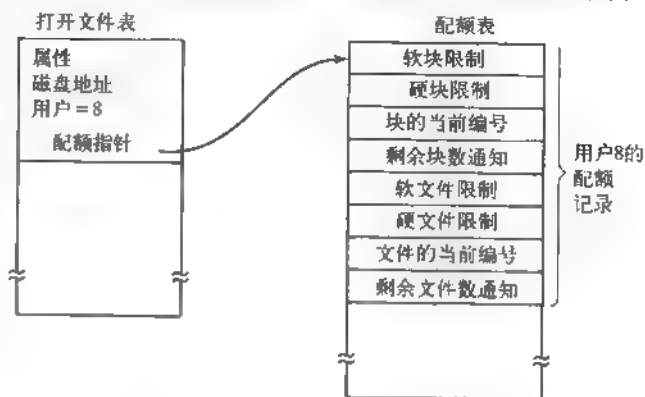 打开文件表
属性
磁盘地址
用户=8
配额指针
配额表
软块限制
硬块限制
块的当前编号
剩余块数通知
软文件限制
硬文件限制
文件的当前编号
剩余文件数通知
用户8的
配额
记录